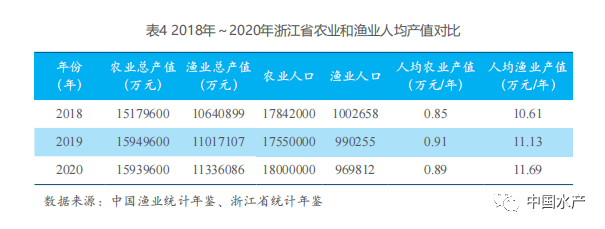 表4 2018年～2020年浙江省农业和渔业人均产值对比
年份 农业总产值 渔业总产值 农业人口 渔业人口 人均农业产值 人均渔业产值
（年） （万元） （万元） （万元/年） （万元/年）
2018 15179600 10640899 17842000 1002658 0.85 10.61
2019 15949600 11017107 17550000 990255 0.91 11.13
2020 15939600 11336086 18000000 969812 0.89 11.69
数据来源：中国渔业统计年鉴、浙江省统计年鉴
中国水产